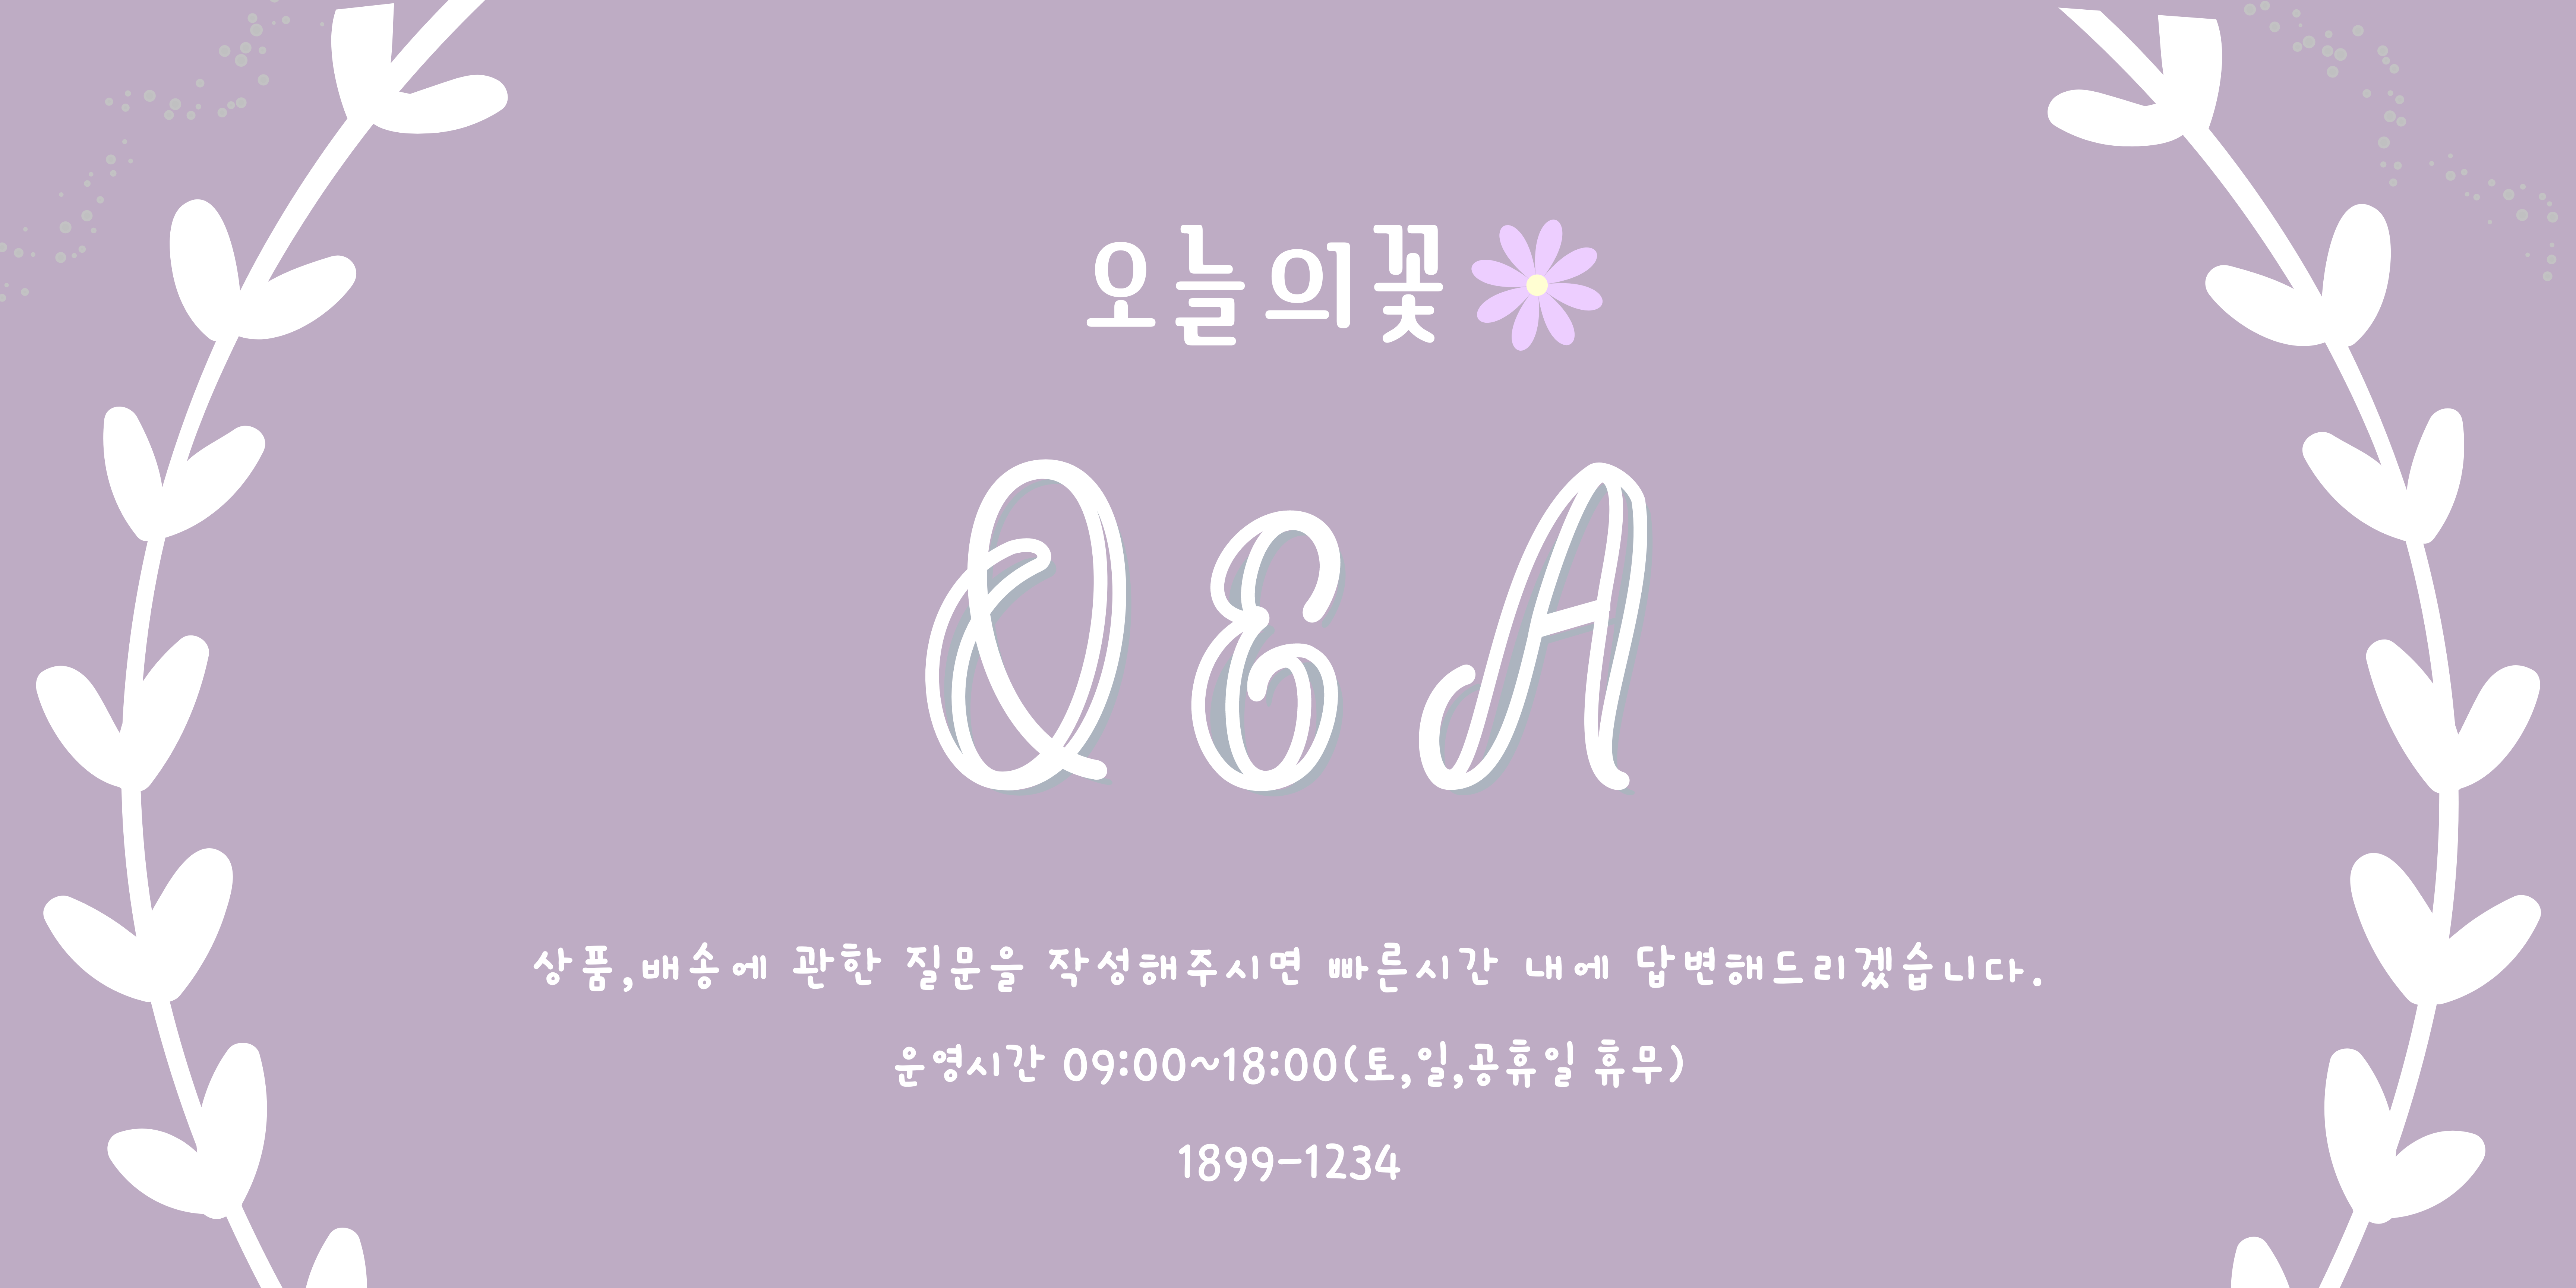 오늘의꽃
Q&A
상품,배송에 관한 질문을 작성해주시면 빠른시간 내에 답변해드리겠습니다.
운영시간 09:00~18:00(토,일,공휴일 휴무)
1899-1234